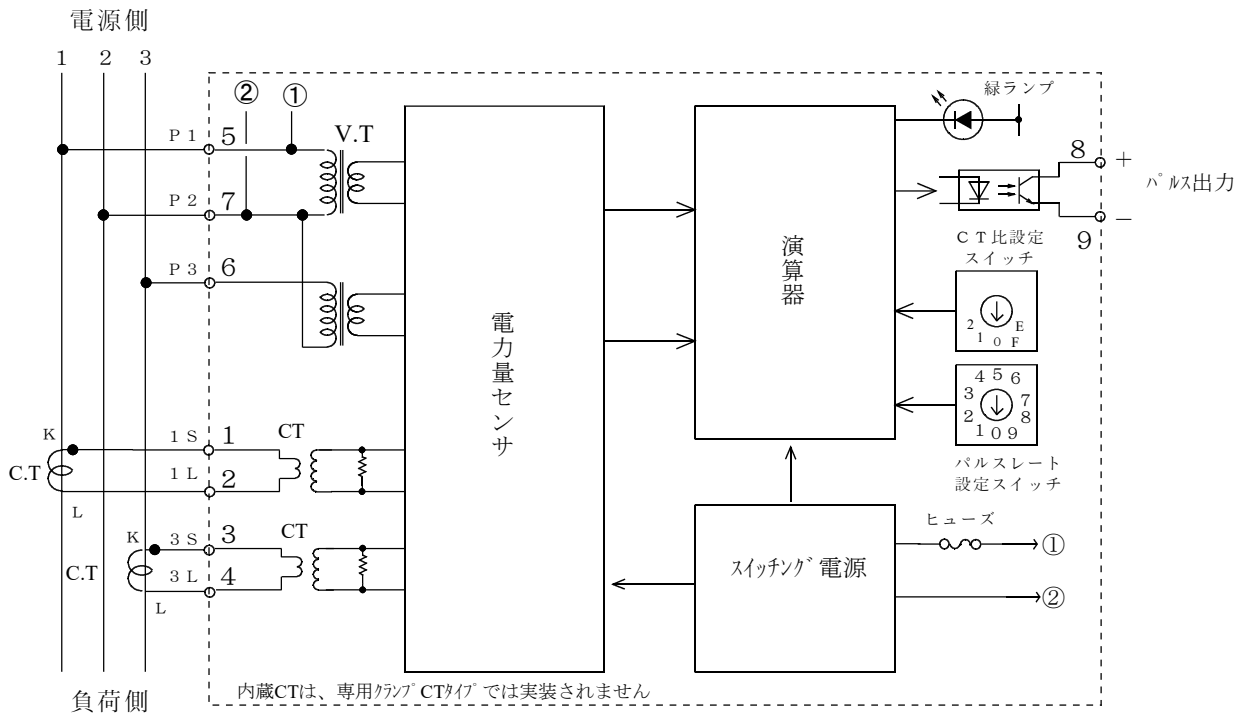 電源側
1 2 3
② ①
P1 5
V.T
P2 7
P3 6
K
1S 1 CT
C.T
1L 2
L
K
3S 3 CT
C.T
3L 4
L
電力量センサ
演算器
緑ランプ
8 +
パルス出力
9 −
CT比設定
スイッチ
2 1 0 F E
4 5 6
3 7
2 8
1 0 9
パルスレート
設定スイッチ
スイッチング電源
ヒューズ
①
②
内蔵CTは、専用クランプCTタイプでは実装されません
負荷側